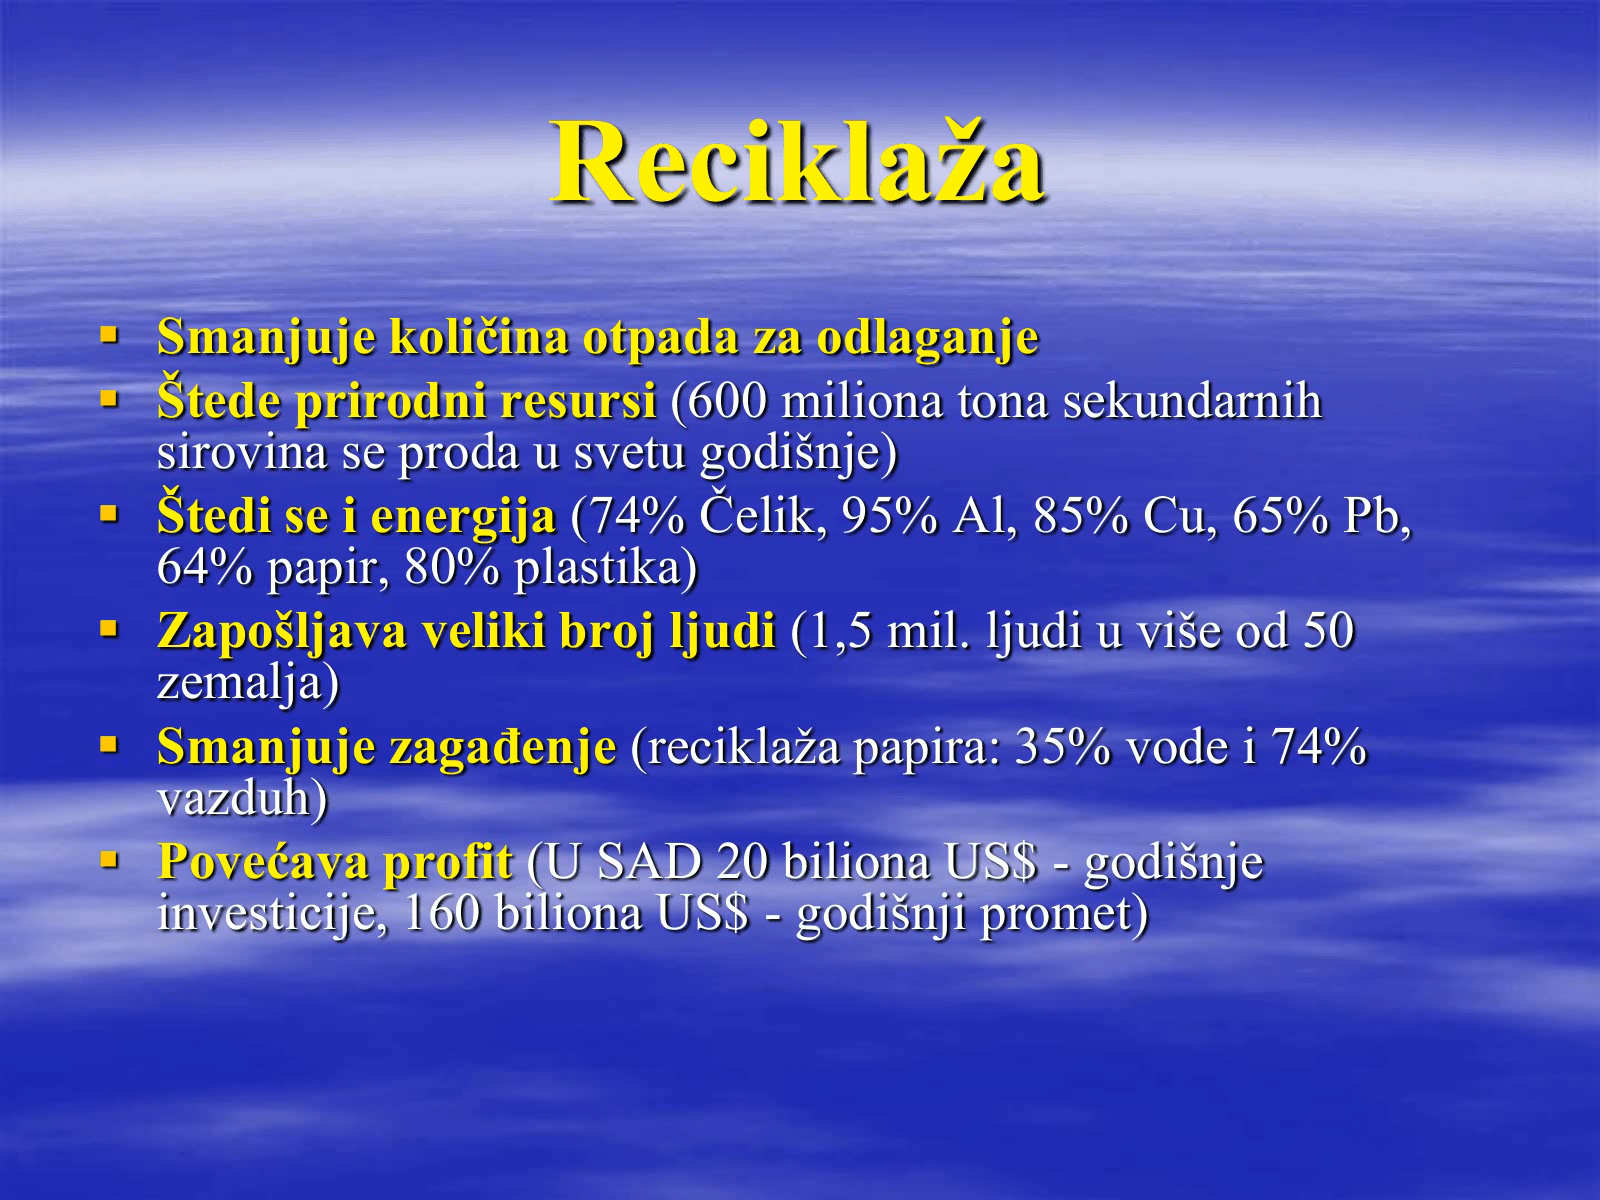 Reciklaža
▪ Smanjuje količina otpada za odlaganje
▪ Štede prirodni resursi (600 miliona tona sekundarnih
sirovina se proda u svetu godišnje)
▪ Štedi se i energija (74% Čelik, 95% Al, 85% Cu, 65% Pb,
64% papir, 80% plastika)
▪ Zapošljava veliki broj ljudi (1,5 mil. ljudi u više od 50
zemalja)
▪ Smanjuje zagađenje (reciklaža papira: 35% vode i 74%
vazduh)
▪ Povećava profit (U SAD 20 biliona US$ - godišnje
investicije, 160 biliona US$ - godišnji promet)